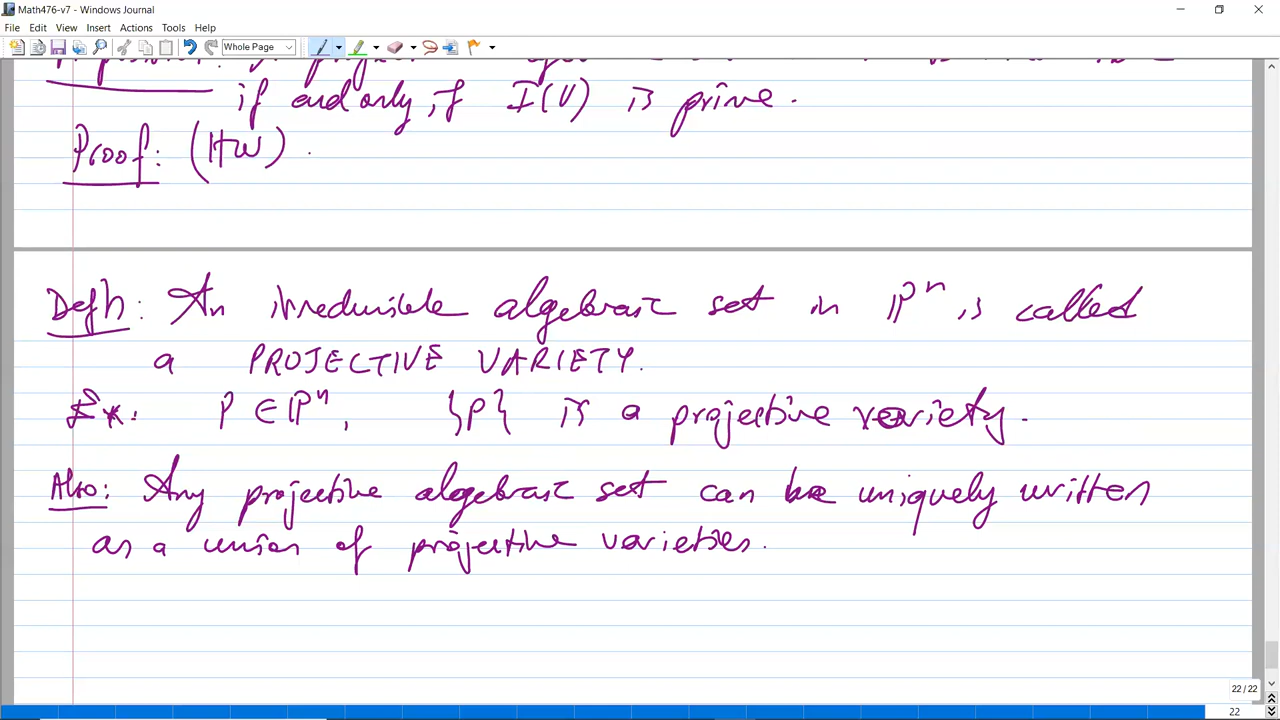 Math476-v7 - Windows Journal
File Edit View Insert Actions Tools Help
Whole Page
if and only if I(V) is prime.
Proof: (HW).
Defn: An irreducible algebraic set in ℙⁿ is called
a PROJECTIVE VARIETY.
Ex: P ∈ ℙⁿ, {P} is a projective variety.
Also: Any projective algebraic set can be uniquely written
as a union of projective varieties.
22 / 22
22